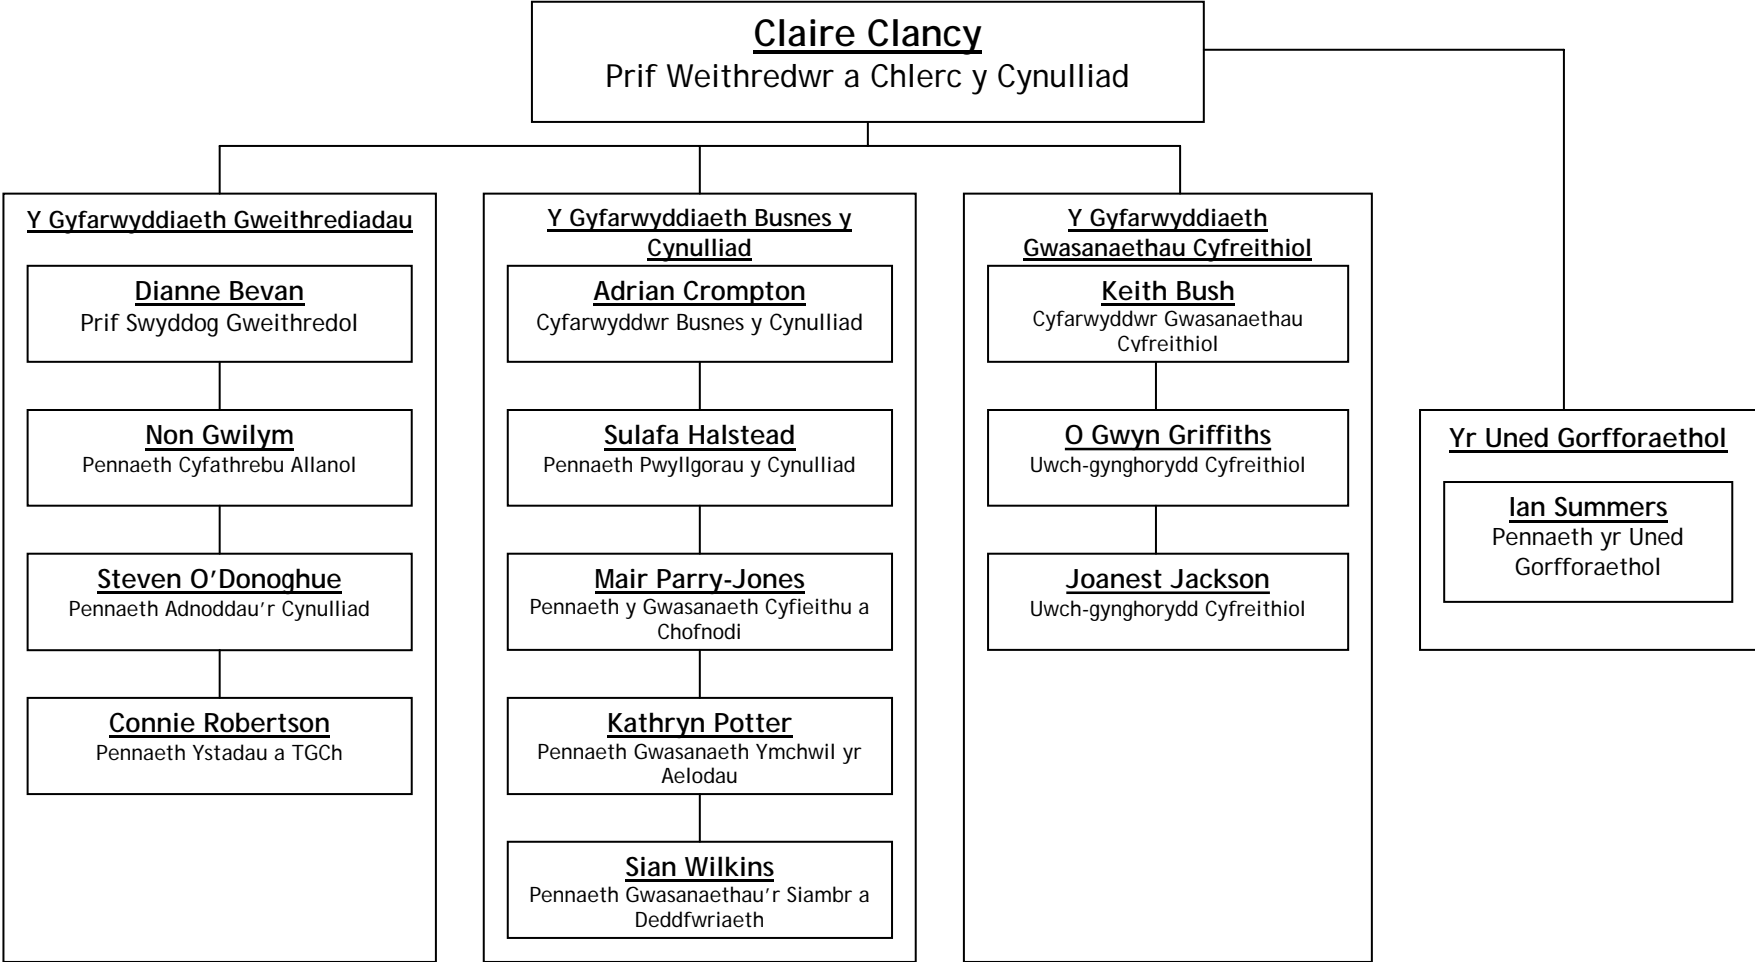 Claire Clancy
Prif Weithredwr a Chlerc y Cynulliad
Y Gyfarwyddiaeth Gweithrediadau
Dianne Bevan
Prif Swyddog Gweithredol
Non Gwilym
Pennaeth Cyfathrebu Allanol
Steven O’Donoghue
Pennaeth Adnoddau’r Cynulliad
Connie Robertson
Pennaeth Ystadau a TGCh
Y Gyfarwyddiaeth Busnes y
Cynulliad
Adrian Crompton
Cyfarwyddwr Busnes y Cynulliad
Sulafa Halstead
Pennaeth Pwyllgorau y Cynulliad
Mair Parry-Jones
Pennaeth y Gwasanaeth Cyfieithu a
Chofnodi
Kathryn Potter
Pennaeth Gwasanaeth Ymchwil yr
Aelodau
Sian Wilkins
Pennaeth Gwasanaethau’r Siambr a
Deddfwriaeth
Y Gyfarwyddiaeth
Gwasanaethau Cyfreithiol
Keith Bush
Cyfarwyddwr Gwasanaethau
Cyfreithiol
O Gwyn Griffiths
Uwch-gynghorydd Cyfreithiol
Joanest Jackson
Uwch-gynghorydd Cyfreithiol
Yr Uned Gorfforaethol
Ian Summers
Pennaeth yr Uned
Gorfforaethol